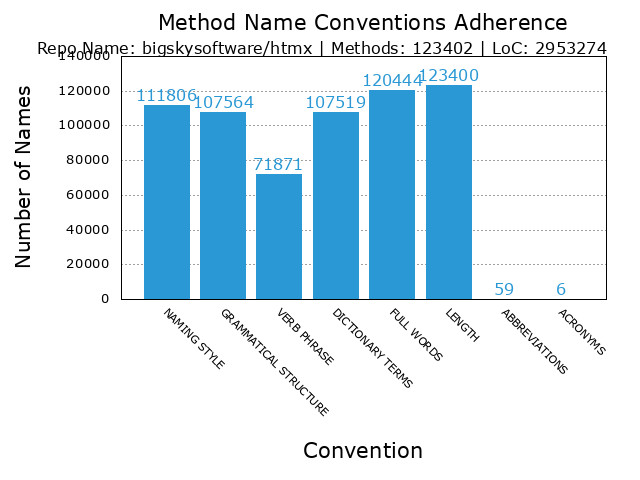 Method Name Conventions Adherence
Repo Name: bigskysoftware/htmx | Methods: 123402 | LoC: 2953274
Number of Names
140000
120000
100000
80000
60000
40000
20000
0
111806
107564
71871
107519
120444
123400
59
6
NAMING STYLE
GRAMMATICAL STRUCTURE
VERB PHRASE
DICTIONARY TERMS
FULL WORDS
LENGTH
ABBREVIATIONS
ACRONYMS
Convention